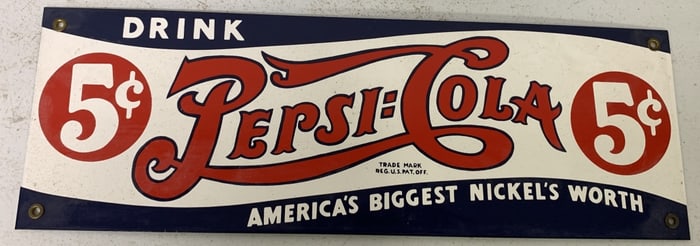 DRINK
5¢
PEPSI=COLA
5¢
TRADE MARK
REG. U.S. PAT. OFF.
AMERICA'S BIGGEST NICKEL'S WORTH